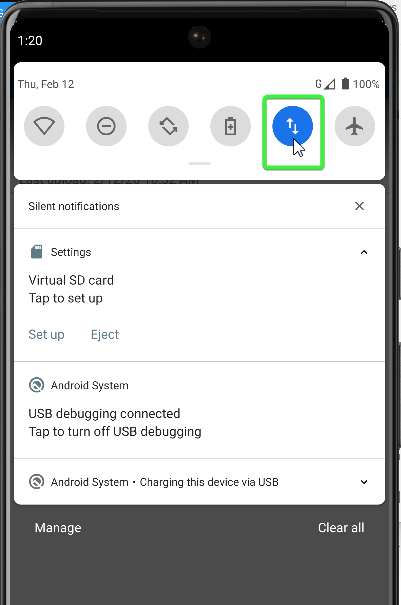 1:20
Thu, Feb 12
G 100%
Silent notifications
Settings
Virtual SD card
Tap to set up
Set up Eject
Android System
USB debugging connected
Tap to turn off USB debugging
Android System • Charging this device via USB
Manage Clear all